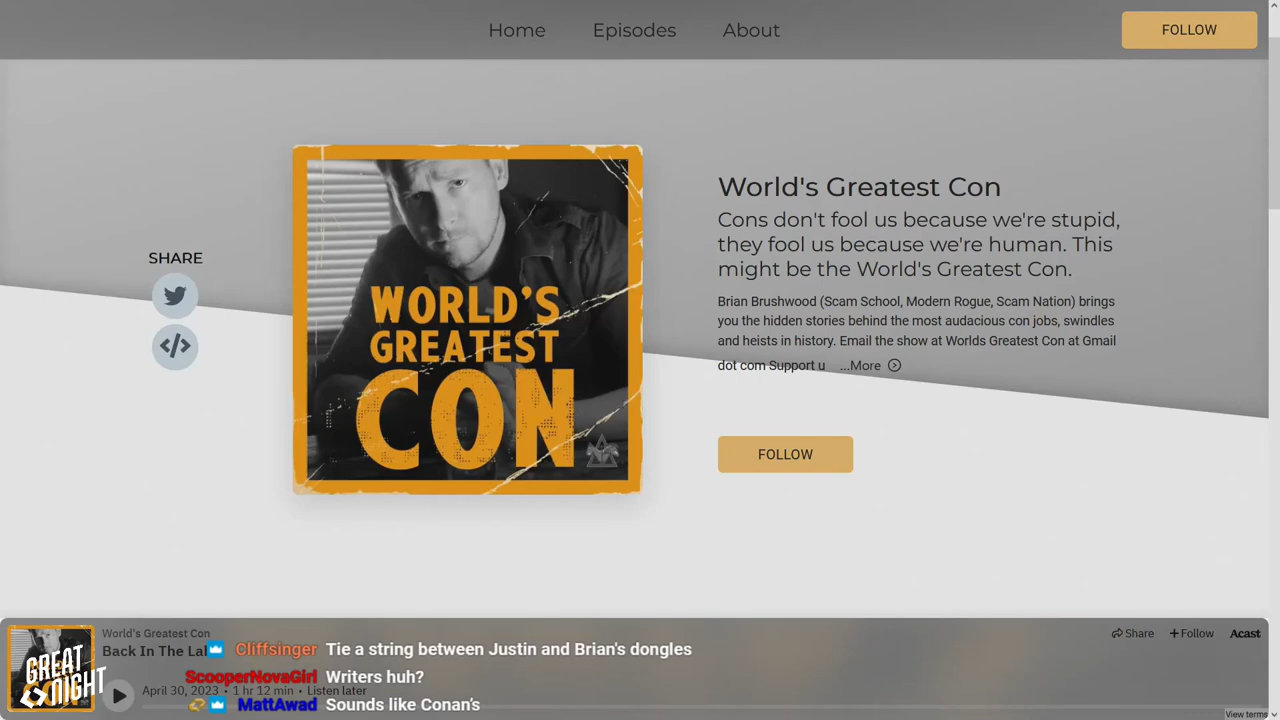 Home
Episodes
About
FOLLOW
SHARE
WORLD'S
GREATEST
CON
World's Greatest Con
Cons don't fool us because we're stupid,
they fool us because we're human. This
might be the World's Greatest Con.
Brian Brushwood (Scam School, Modern Rogue, Scam Nation) brings
you the hidden stories behind the most audacious con jobs, swindles
and heists in history. Email the show at Worlds Greatest Con at Gmail
dot com Support u ...More
FOLLOW
World's Greatest Con
Back In The La
Share
Follow
Acast
GREAT
NIGHT
April 30, 2023 • 1 hr 12 min • Listen later
Cliffsinger Tie a string between Justin and Brian's dongles
ScooperNovaGirl Writers huh?
MattAwad Sounds like Conan's
View terms